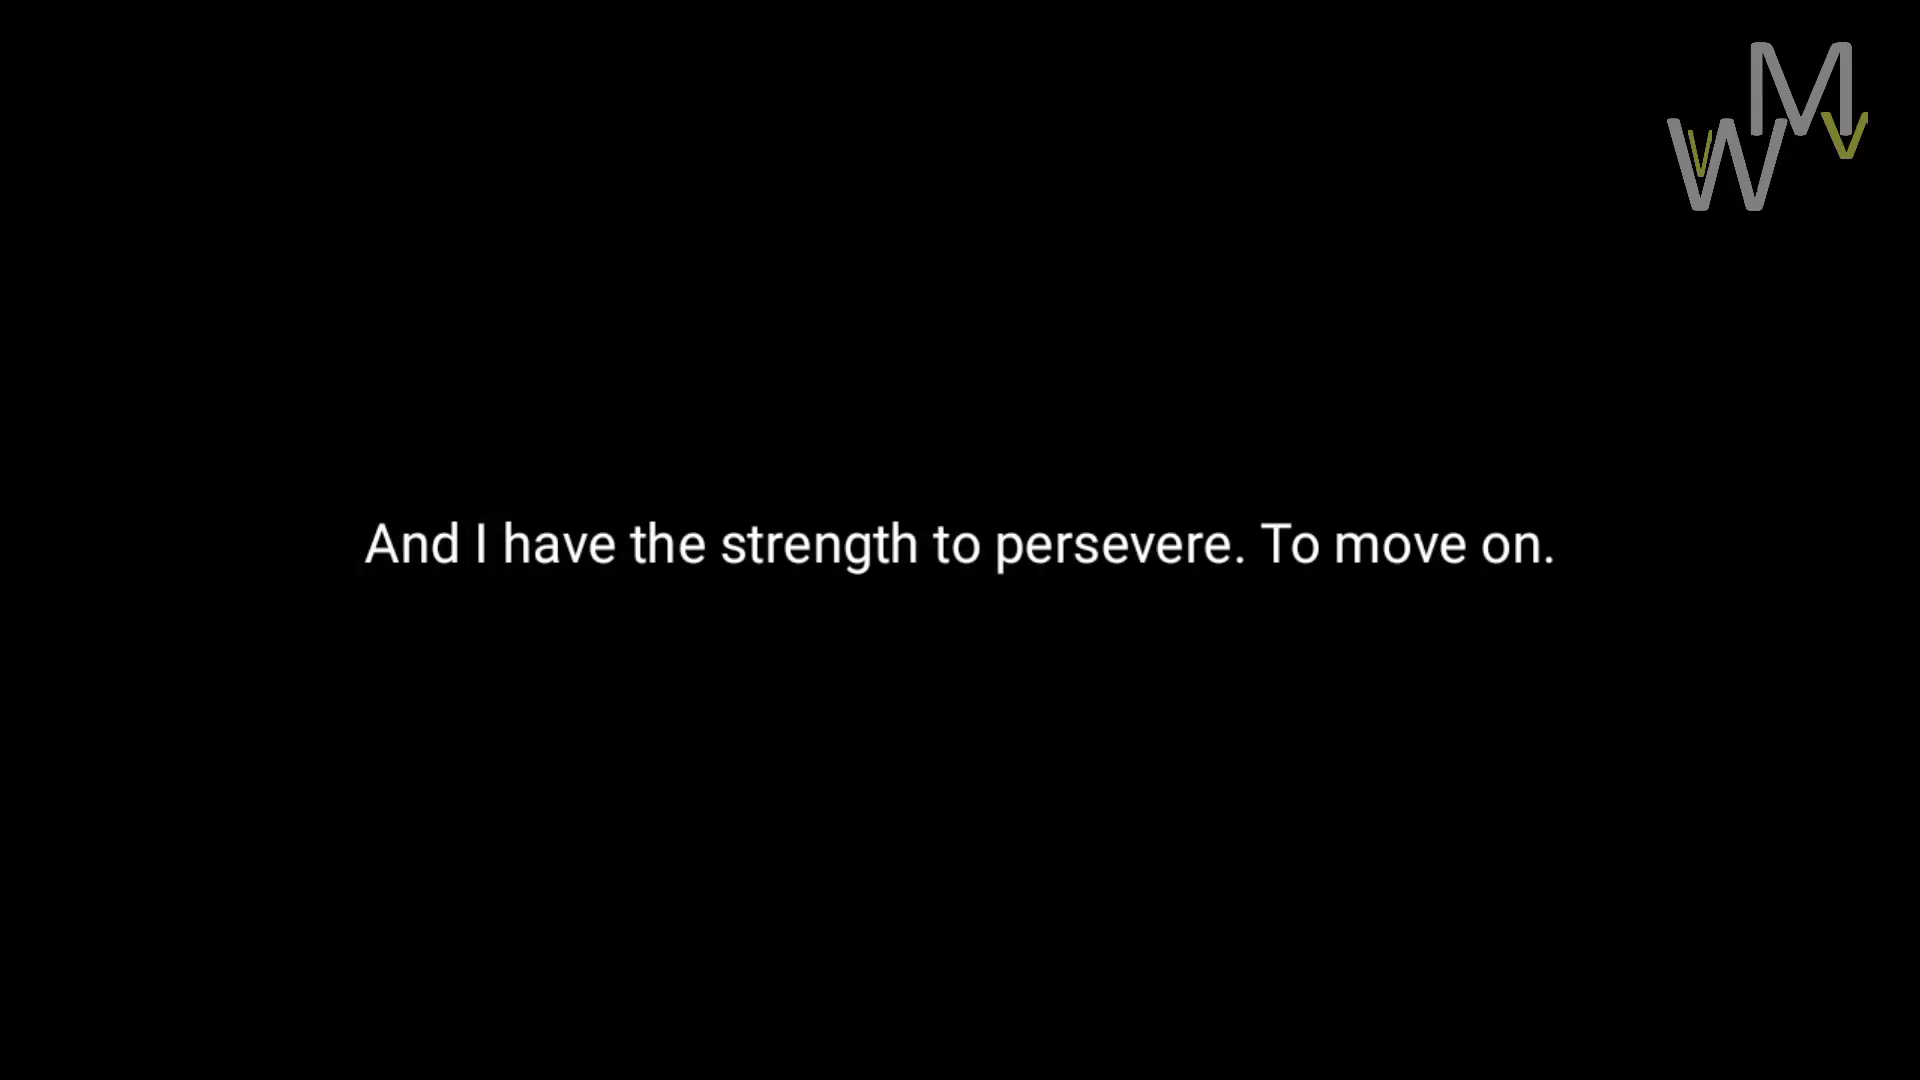 M
W V V
And I have the strength to persevere. To move on.